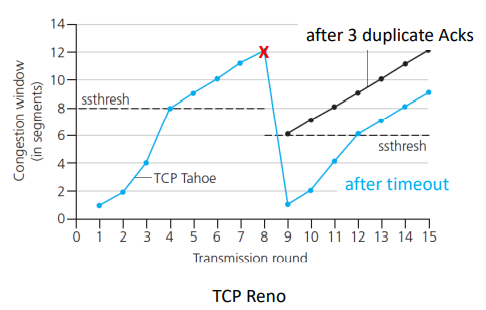 after 3 duplicate Acks
Congestion window
(in segments)
14
12
10
8
6
4
2
0
ssthresh
X
TCP Tahoe
ssthresh
after timeout
0 1 2 3 4 5 6 7 8 9 10 11 12 13 14 15
Transmission round
TCP Reno